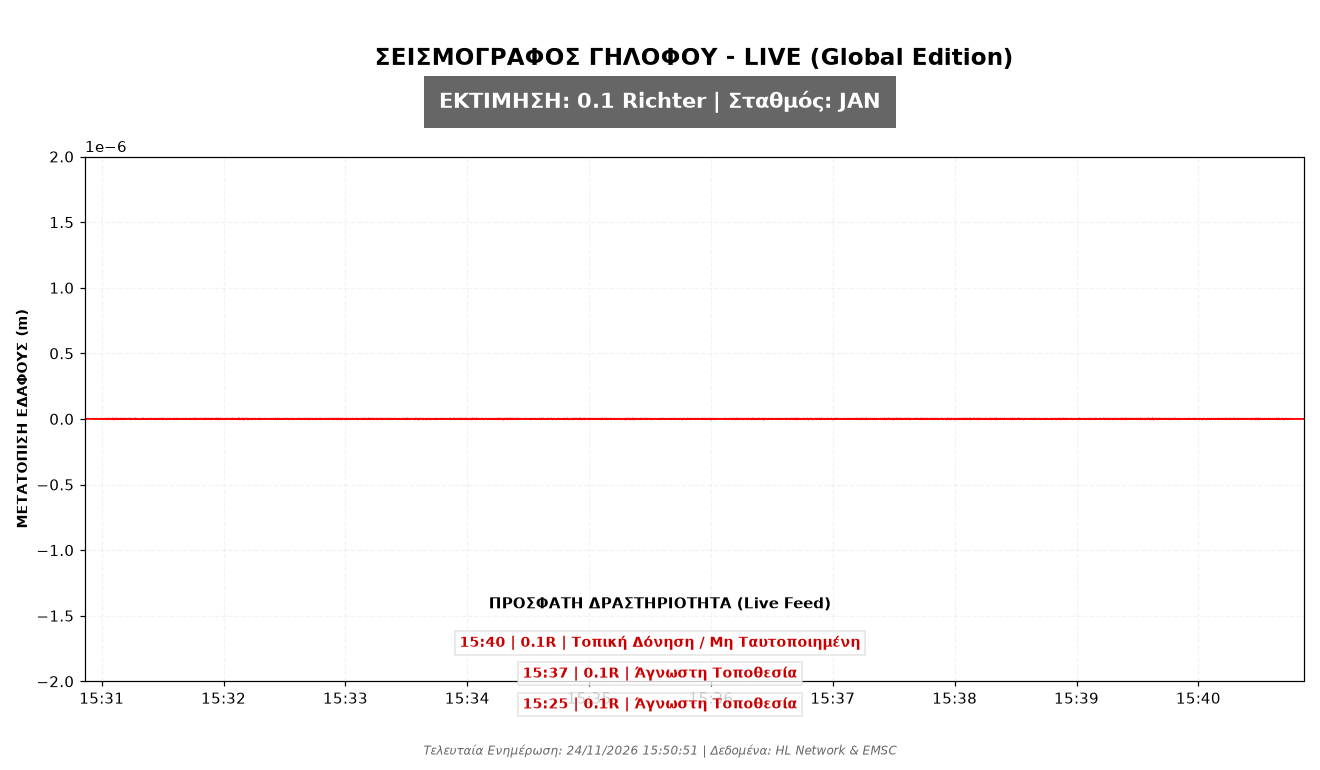 ΣΕΙΣΜΟΓΡΑΦΟΣ ΓΗΛΟΦΟΥ - LIVE (Global Edition)
ΕΚΤΙΜΗΣΗ: 0.1 Richter | Σταθμός: JAN
1e−6
2.0
1.5
1.0
0.5
0.0
−0.5
−1.0
−1.5
−2.0
ΜΕΤΑΤΟΠΙΣΗ ΕΔΑΦΟΥΣ (m)
ΠΡΟΣΦΑΤΗ ΔΡΑΣΤΗΡΙΟΤΗΤΑ (Live Feed)
15:40 | 0.1R | Τοπική Δόνηση / Μη Ταυτοποιημένη
15:37 | 0.1R | Άγνωστη Τοποθεσία
15:25 | 0.1R | Άγνωστη Τοποθεσία
15:31 15:32 15:33 15:34 15:35 15:36 15:37 15:38 15:39 15:40
Τελευταία Ενημέρωση: 24/11/2026 15:50:51 | Δεδομένα: HL Network & EMSC